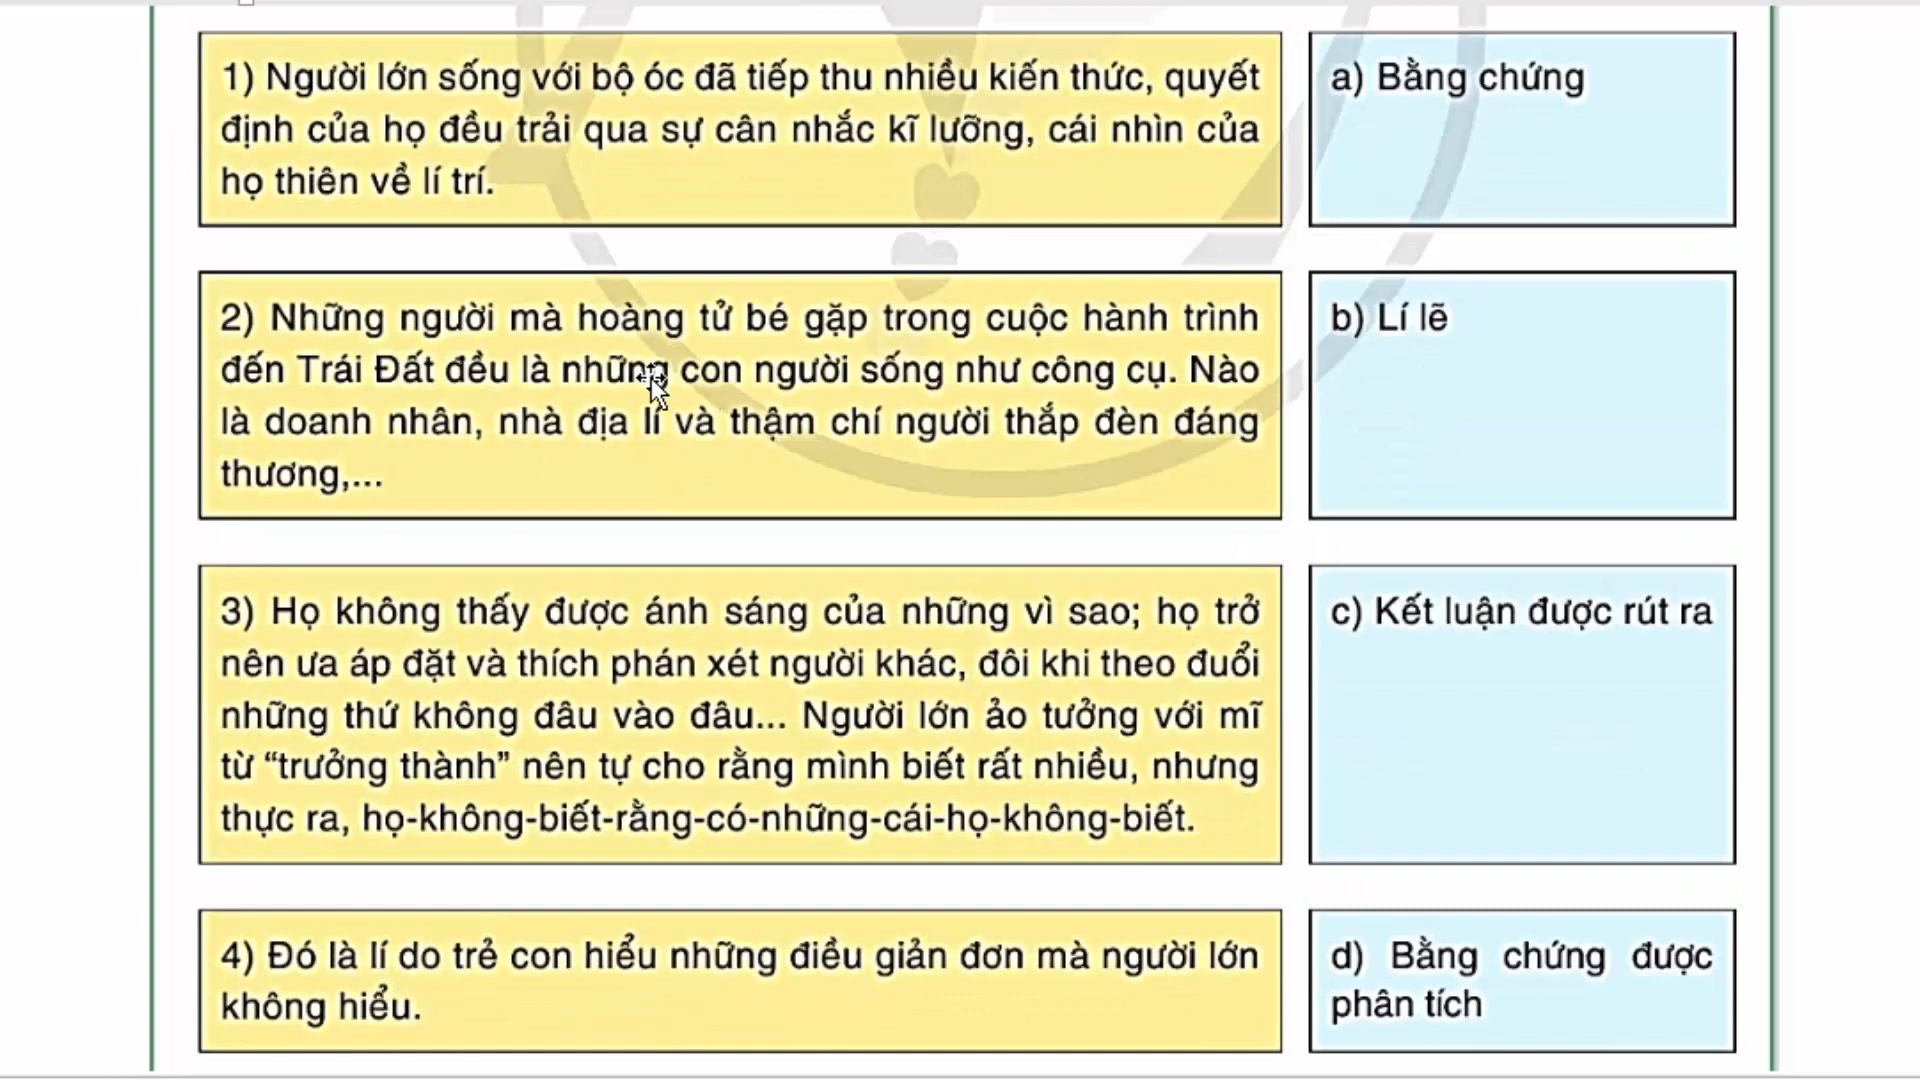 1) Người lớn sống với bộ óc đã tiếp thu nhiều kiến thức, quyết
định của họ đều trải qua sự cân nhắc kĩ lưỡng, cái nhìn của
họ thiên về lí trí.
a) Bằng chứng
2) Những người mà hoàng tử bé gặp trong cuộc hành trình
đến Trái Đất đều là những con người sống như công cụ. Nào
là doanh nhân, nhà địa lí và thậm chí người thắp đèn đáng
thương,...
b) Lí lẽ
3) Họ không thấy được ánh sáng của những vì sao; họ trở
nên ưa áp đặt và thích phán xét người khác, đôi khi theo đuổi
những thứ không đâu vào đâu... Người lớn ảo tưởng với mĩ
từ “trưởng thành” nên tự cho rằng mình biết rất nhiều, nhưng
thực ra, họ-không-biết-rằng-có-những-cái-họ-không-biết.
c) Kết luận được rút ra
4) Đó là lí do trẻ con hiểu những điều giản đơn mà người lớn
không hiểu.
d) Bằng chứng được
phân tích